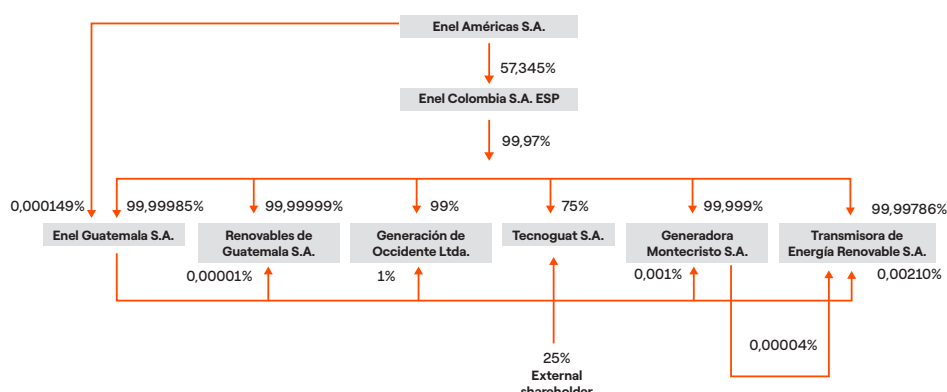 Enel Américas S.A.
57,345%
Enel Colombia S.A. ESP
99,97%
0,000149%
99,99985%
99,99999%
99%
75%
99,999%
99,99786%
Enel Guatemala S.A.
Renovables de
Guatemala S.A.
Generación de
Occidente Ltda.
Tecnoguat S.A.
Generadora
Montecristo S.A.
Transmisora de
Energía Renovable S.A.
0,00001%
1%
0,001%
0,00210%
0,00004%
25%
External
shareholder